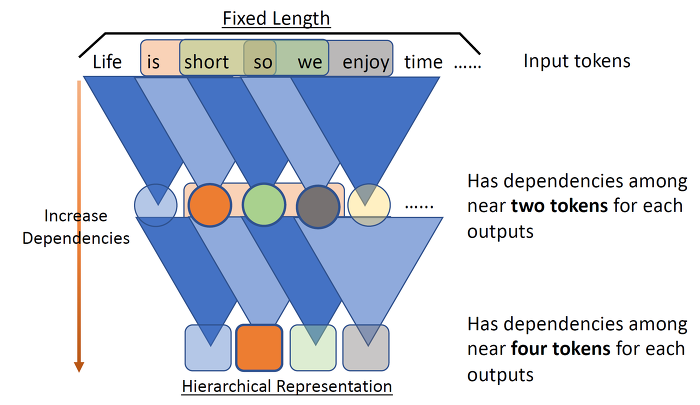 Fixed Length
Life is short so we enjoy time ......
Input tokens
Has dependencies among
near two tokens for each
outputs
......
Increase
Dependencies
Has dependencies among
near four tokens for each
outputs
Hierarchical Representation